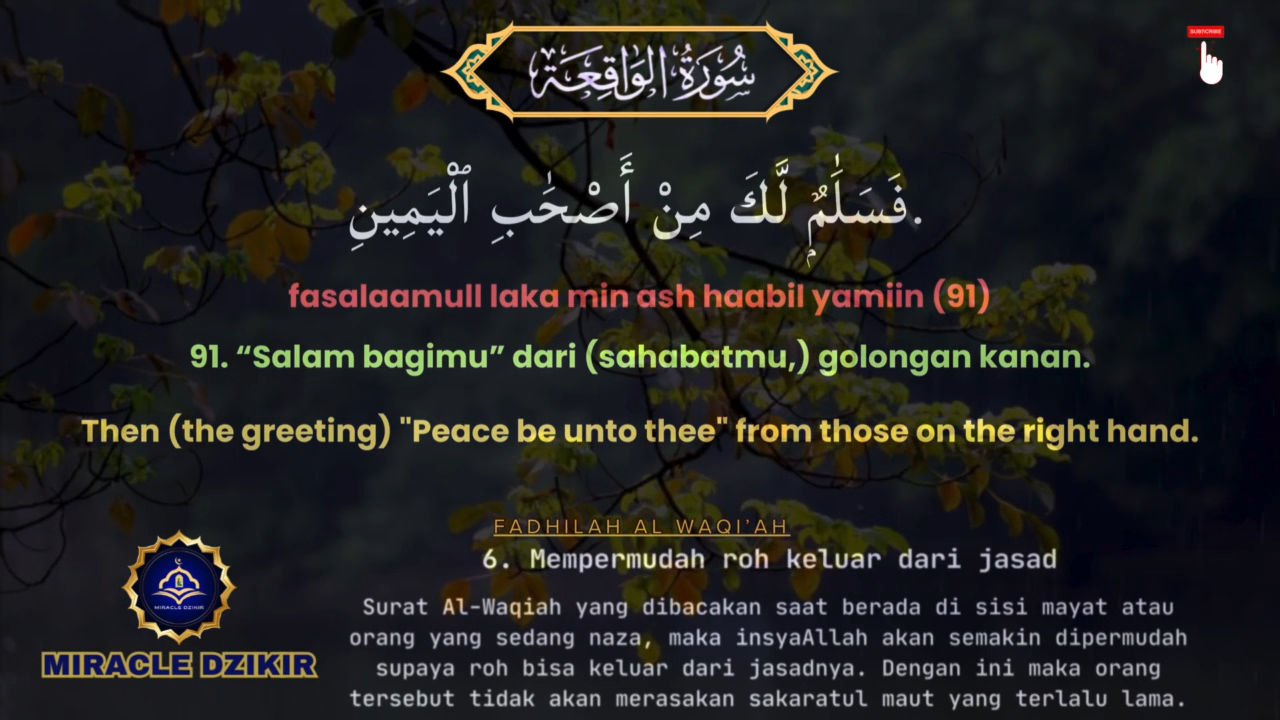 سُورَةُ الوَاقِعَة
SUBSCRIBE
.فَسَلَٰمٌۭ لَّكَ مِنْ أَصْحَٰبِ ٱلْيَمِينِ
fasalaamull laka min ash haabil yamiin (91)
91. “Salam bagimu” dari (sahabatmu,) golongan kanan.
Then (the greeting) "Peace be unto thee" from those on the right hand.
FADHILAH AL WAQI’AH
6. Mempermudah roh keluar dari jasad
Surat Al-Waqiah yang dibacakan saat berada di sisi mayat atau
orang yang sedang naza, maka insyaAllah akan semakin dipermudah
supaya roh bisa keluar dari jasadnya. Dengan ini maka orang
tersebut tidak akan merasakan sakaratul maut yang terlalu lama.
MIRACLE DZIKIR
MIRACLE DZIKIR